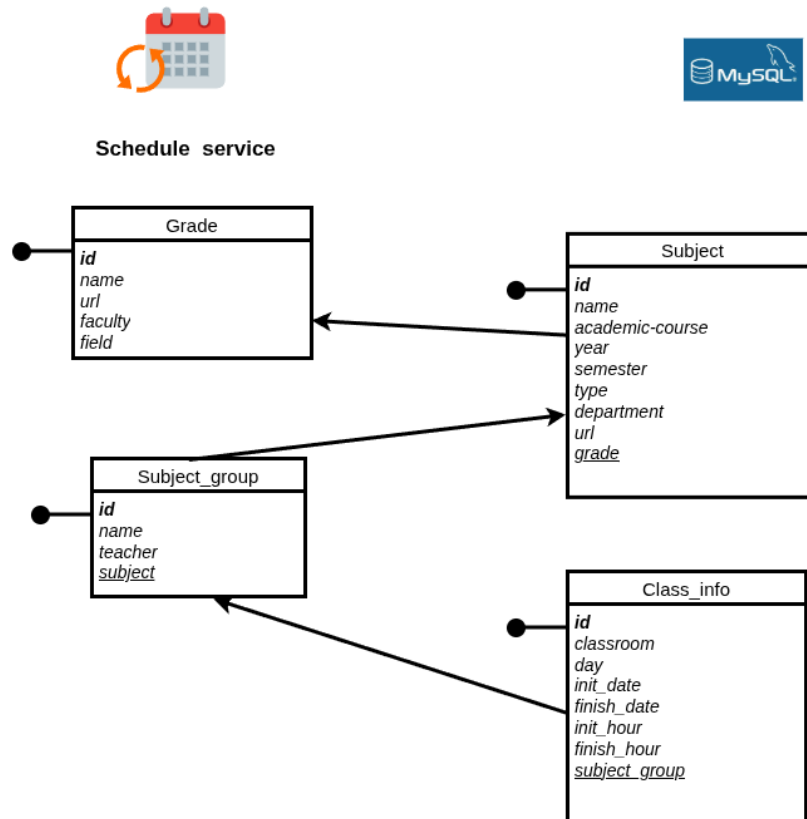 MySQL
Schedule service
Grade
id
name
url
faculty
field
Subject
id
name
academic-course
year
semester
type
department
url
grade
Subject_group
id
name
teacher
subject
Class_info
id
classroom
day
init_date
finish_date
init_hour
finish_hour
subject_group